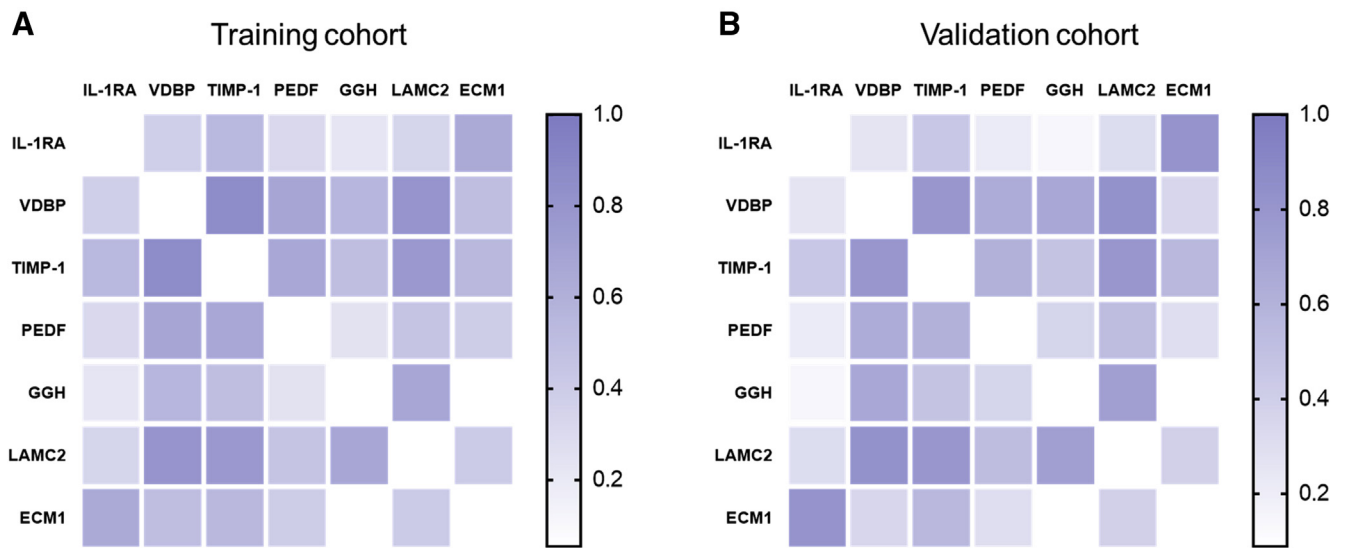 A
Training cohort
IL-1RA VDBP TIMP-1 PEDF GGH LAMC2 ECM1
IL-1RA
VDBP
TIMP-1
PEDF
GGH
LAMC2
ECM1
1.0
0.8
0.6
0.4
0.2
B
Validation cohort
IL-1RA VDBP TIMP-1 PEDF GGH LAMC2 ECM1
IL-1RA
VDBP
TIMP-1
PEDF
GGH
LAMC2
ECM1
1.0
0.8
0.6
0.4
0.2